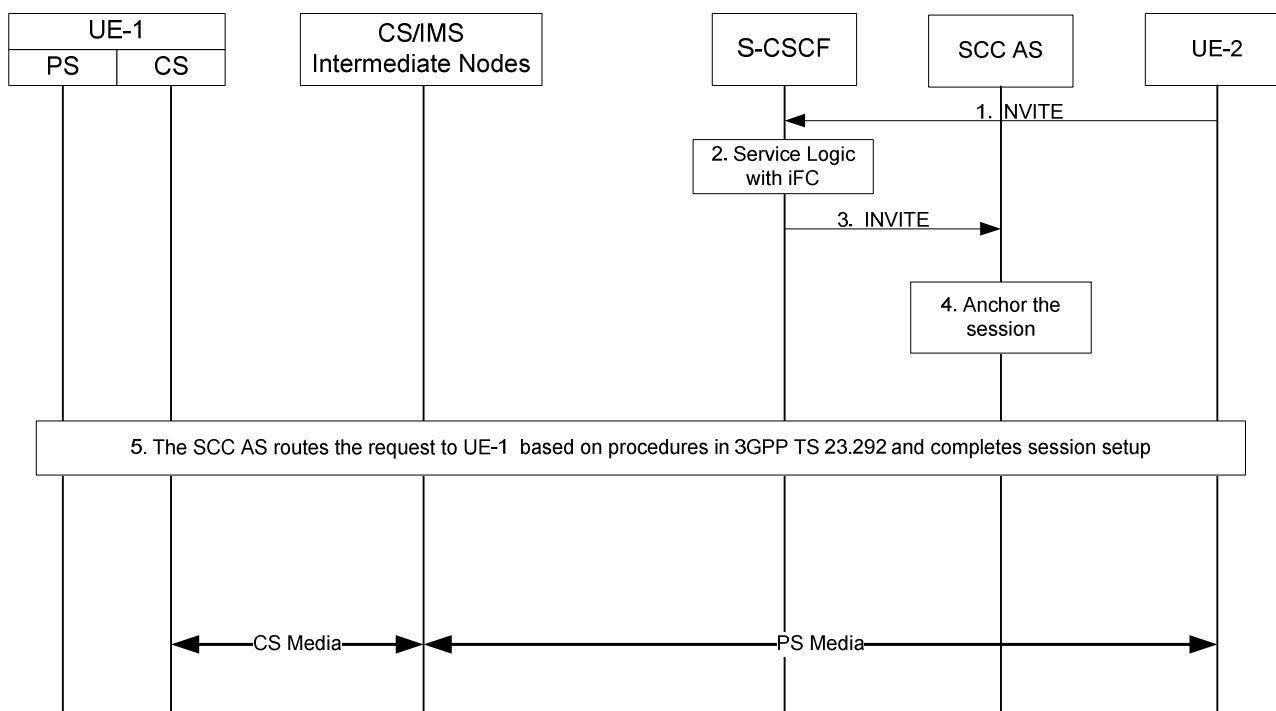 UE-1
PS
CS
CS/IMS
Intermediate Nodes
S-CSCF
SCC AS
UE-2
1. NVITE
2. Service Logic
with iFC
3. INVITE
4. Anchor the
session
5. The SCC AS routes the request to UE-1 based on procedures in 3GPP TS 23.292 and completes session setup
CS Media
PS Media